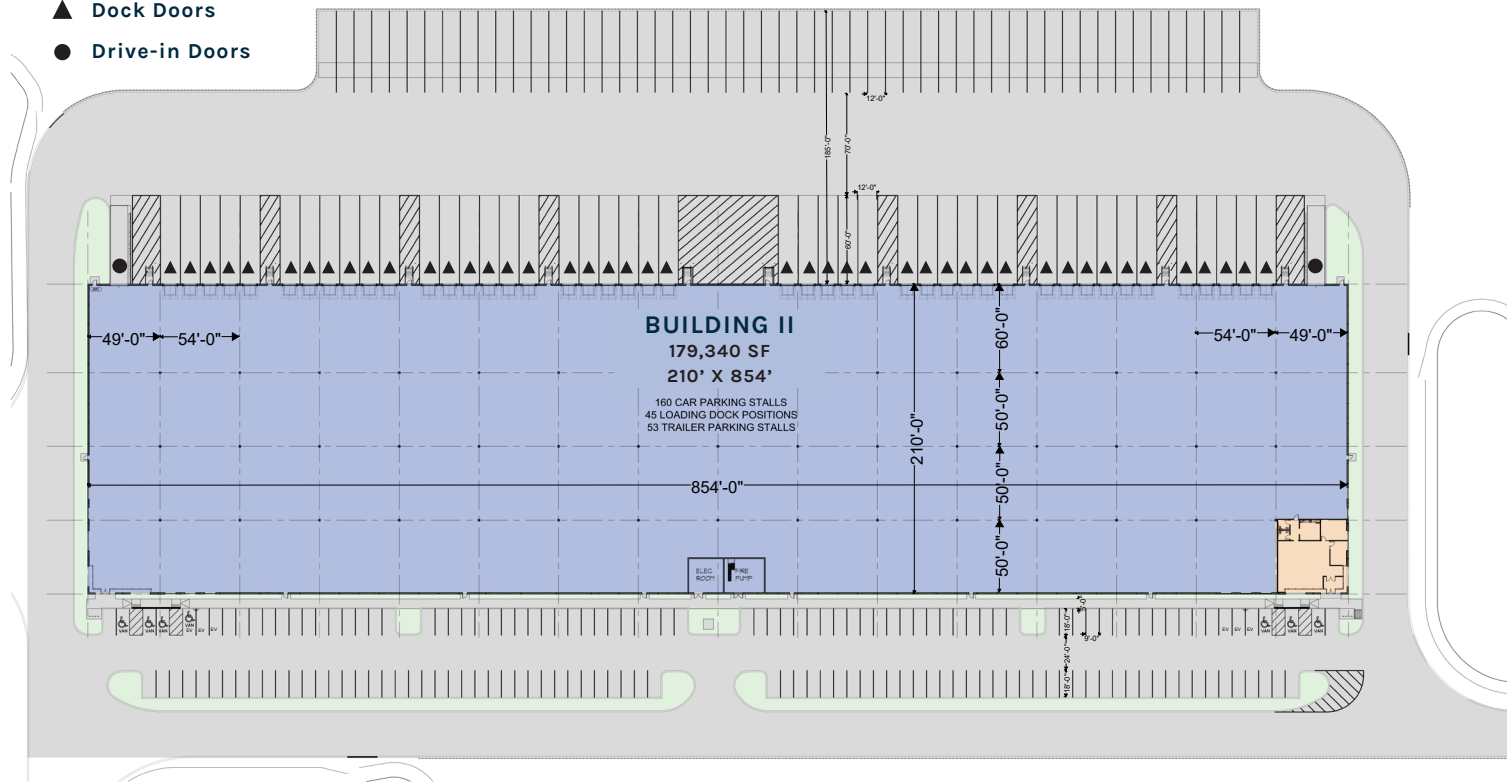 Dock Doors
Drive-in Doors
12'-0"
185'-0"
70'-0"
12'-0"
60'-0"
49'-0"
54'-0"
BUILDING II
179,340 SF
210’ X 854’
160 CAR PARKING STALLS
45 LOADING DOCK POSITIONS
53 TRAILER PARKING STALLS
60'-0"
54'-0"
49'-0"
50'-0"
210'-0"
854'-0"
50'-0"
50'-0"
ELEC
ROOM
FIRE
PUMP
5'-0"
VAN
VAN
VAN
VAN
EV
EV
EV
18'-0"
9'-0"
EV
EV
EV
VAN
VAN
VAN
24'-0"
18'-0"